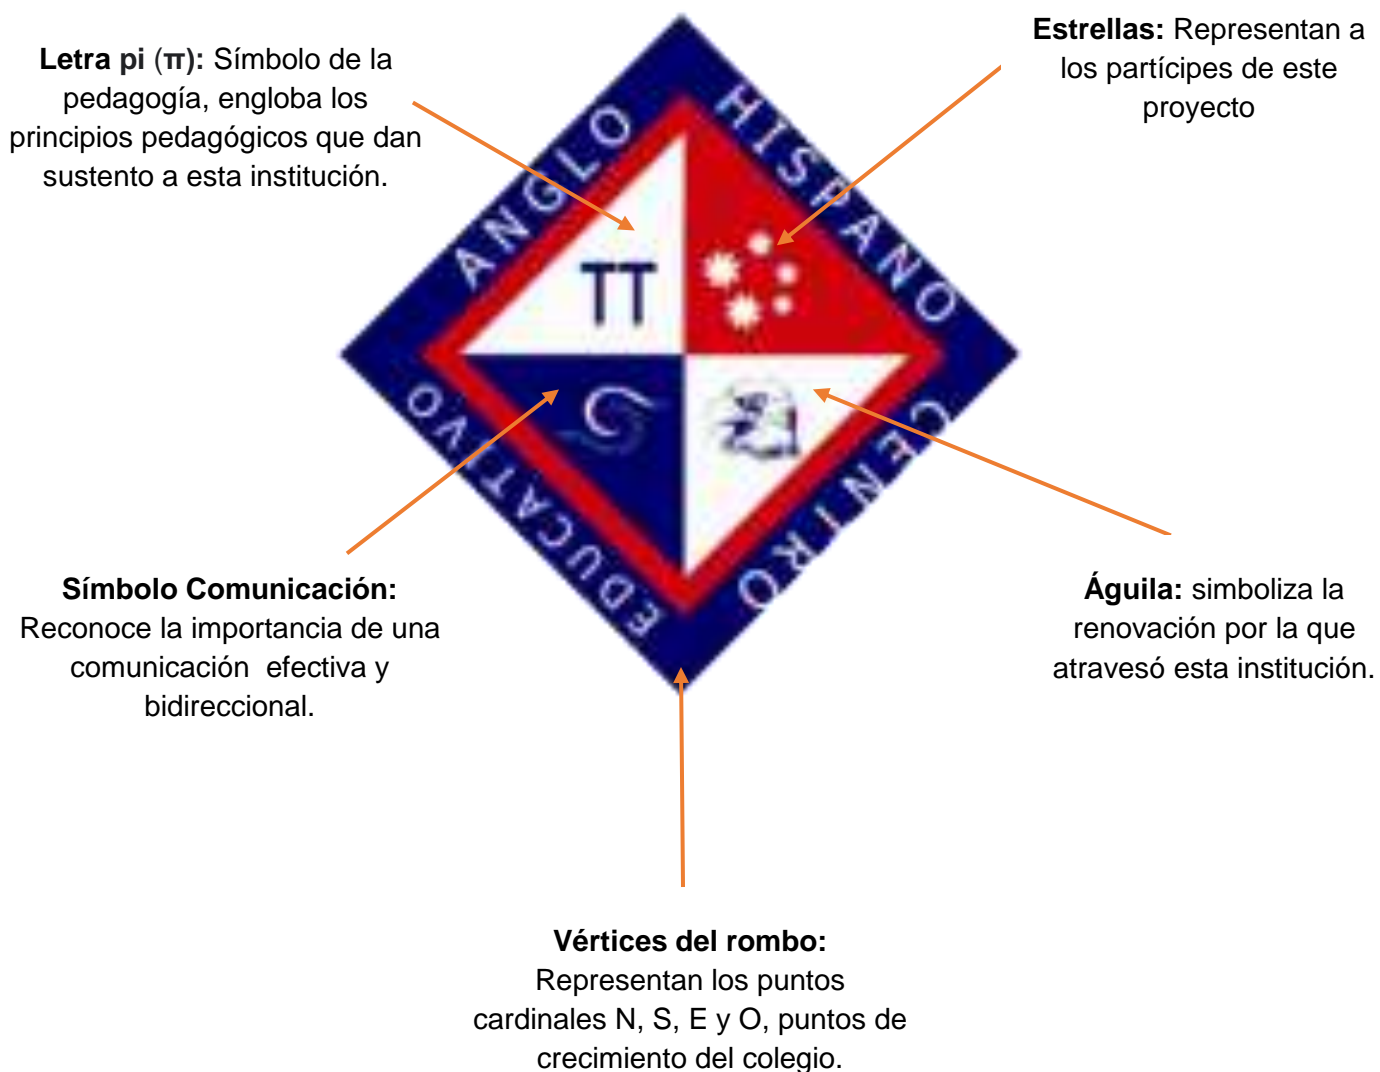 Letra pi (π): Símbolo de la
pedagogía, engloba los
principios pedagógicos que dan
sustento a esta institución.
Estrellas: Representan a
los partícipes de este
proyecto
ANGLO
HISPANO
TT
EDUCATIVO
CENTRO
Símbolo Comunicación:
Reconoce la importancia de una
comunicación  efectiva y
bidireccional.
Águila: simboliza la
renovación por la que
atravesó esta institución.
Vértices del rombo:
Representan los puntos
cardinales N, S, E y O, puntos de
crecimiento del colegio.